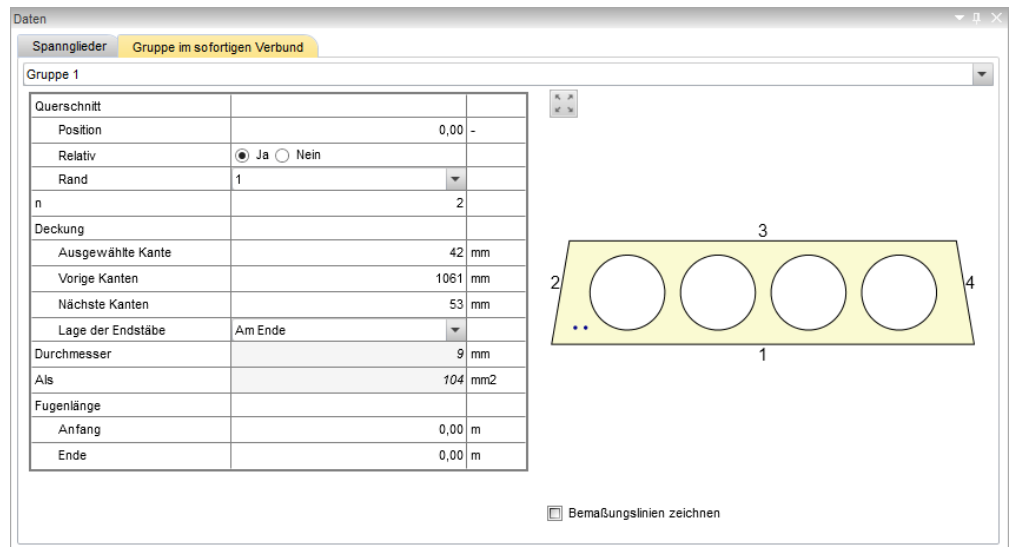 Daten
Spannglieder Gruppe im sofortigen Verbund
Gruppe 1
Querschnitt
Position 0,00 -
Relativ Ja Nein
Rand 1
n 2
Deckung
Ausgewählte Kante 42 mm
Vorige Kanten 1061 mm
Nächste Kanten 53 mm
Lage der Endstäbe Am Ende
Durchmesser 9 mm
Als 104 mm2
Fugenlänge
Anfang 0,00 m
Ende 0,00 m
3
2 4
1
Bemaßungslinien zeichnen